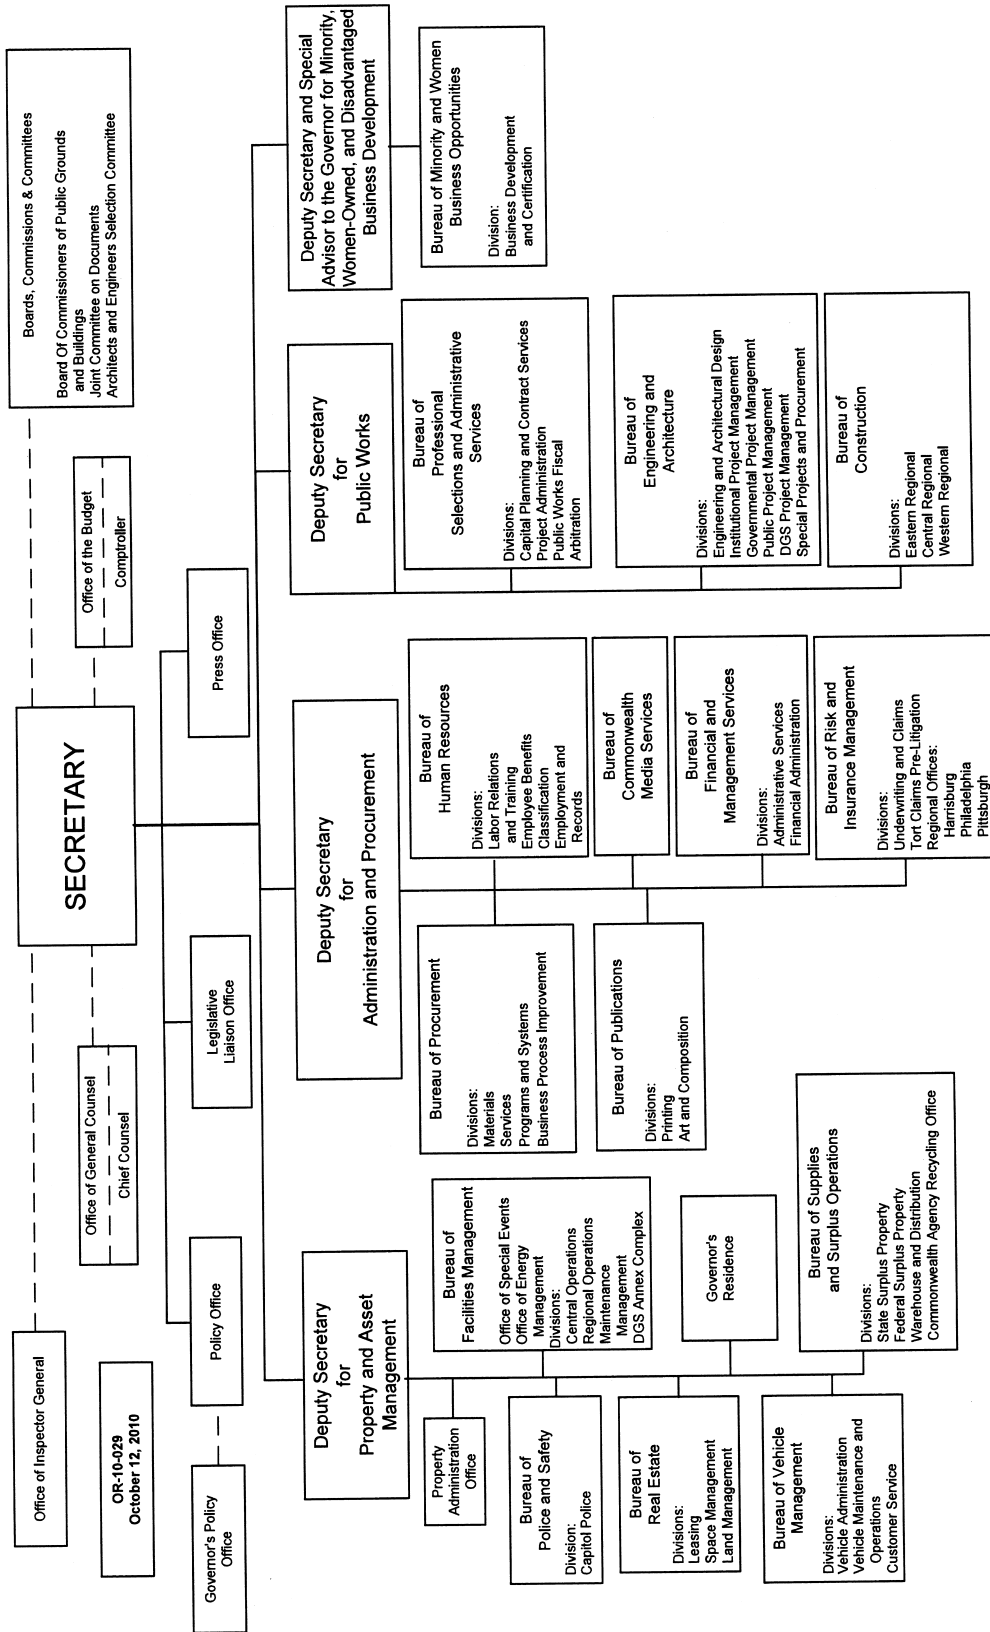 Office of Inspector General
OR-10-029
October 12, 2010
Office of General Counsel
Chief Counsel
SECRETARY
Office of the Budget
Comptroller
Boards, Commissions & Committees
Board Of Commissioners of Public Grounds
and Buildings
Joint Committee on Documents
Architects and Engineers Selection Committee
Governor's Policy
Office
Policy Office
Legislative
Liaison Office
Press Office
Deputy Secretary
for
Property and Asset
Management
Property
Administration
Office
Bureau of
Police and Safety
Division:
Capitol Police
Bureau of
Real Estate
Divisions:
Leasing
Space Management
Land Management
Bureau of Vehicle
Management
Divisions:
Vehicle Administration
Vehicle Maintenance and
Operations
Customer Service
Bureau of
Facilities Management
Office of Special Events
Office of Energy
Management
Divisions:
Central Operations
Regional Operations
Maintenance
Management
DGS Annex Complex
Governor's
Residence
Bureau of Supplies
and Surplus Operations
Divisions:
State Surplus Property
Federal Surplus Property
Warehouse and Distribution
Commonwealth Agency Recycling Office
Deputy Secretary
for
Administration and Procurement
Bureau of Procurement
Divisions:
Materials
Services
Programs and Systems
Business Process Improvement
Bureau of Publications
Divisions:
Printing
Art and Composition
Bureau of
Human Resources
Divisions:
Labor Relations
and Training
Employee Benefits
Classification
Employment and
Records
Bureau of
Commonwealth
Media Services
Bureau of
Financial and
Management Services
Divisions:
Administrative Services
Financial Administration
Bureau of Risk and
Insurance Management
Divisions:
Underwriting and Claims
Tort Claims Pre-Litigation
Regional Offices:
Harrisburg
Philadelphia
Pittsburgh
Deputy Secretary
for
Public Works
Bureau of
Professional
Selections and Administrative
Services
Divisions:
Capital Planning and Contract Services
Project Administration
Public Works Fiscal
Arbitration
Bureau of
Engineering and
Architecture
Divisions:
Engineering and Architectural Design
Institutional Project Management
Governmental Project Management
Public Project Management
DGS Project Management
Special Projects and Procurement
Bureau of
Construction
Divisions:
Eastern Regional
Central Regional
Western Regional
Deputy Secretary and Special
Advisor to the Governor for Minority,
Women-Owned, and Disadvantaged
Business Development
Bureau of Minority and Women
Business Opportunities
Division:
Business Development
and Certification